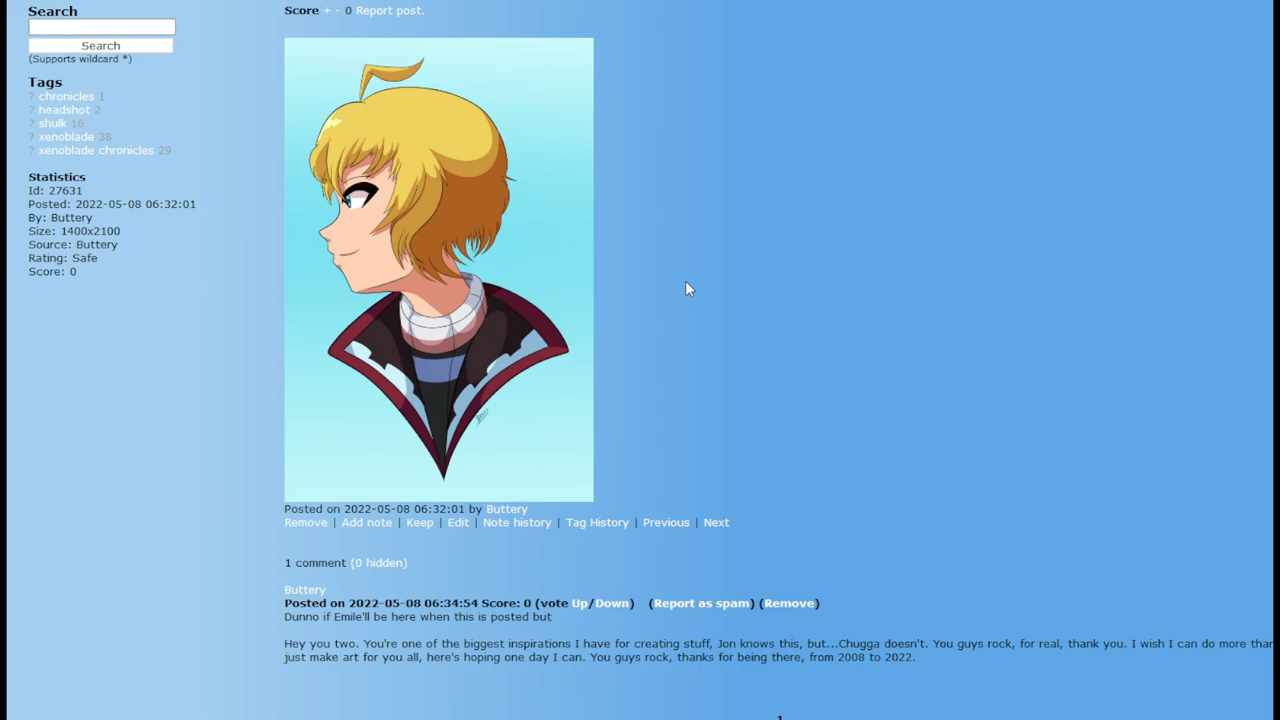 Search
Search
(Supports wildcard *)
Tags
? chronicles 1
? headshot 2
? shulk 16
? xenoblade 38
? xenoblade chronicles 29
Statistics
Id: 27631
Posted: 2022-05-08 06:32:01
By: Buttery
Size: 1400x2100
Source: Buttery
Rating: Safe
Score: 0
Score + - 0 Report post.
Posted on 2022-05-08 06:32:01 by Buttery
Remove | Add note | Keep | Edit | Note history | Tag History | Previous | Next
1 comment (0 hidden)
Buttery
Posted on 2022-05-08 06:34:54 Score: 0 (vote Up/Down) (Report as spam) (Remove)
Dunno if Emile'll be here when this is posted but
Hey you two. You're one of the biggest inspirations I have for creating stuff, Jon knows this, but...Chugga doesn't. You guys rock, for real, thank you. I wish I can do more than
just make art for you all, here's hoping one day I can. You guys rock, thanks for being there, from 2008 to 2022.